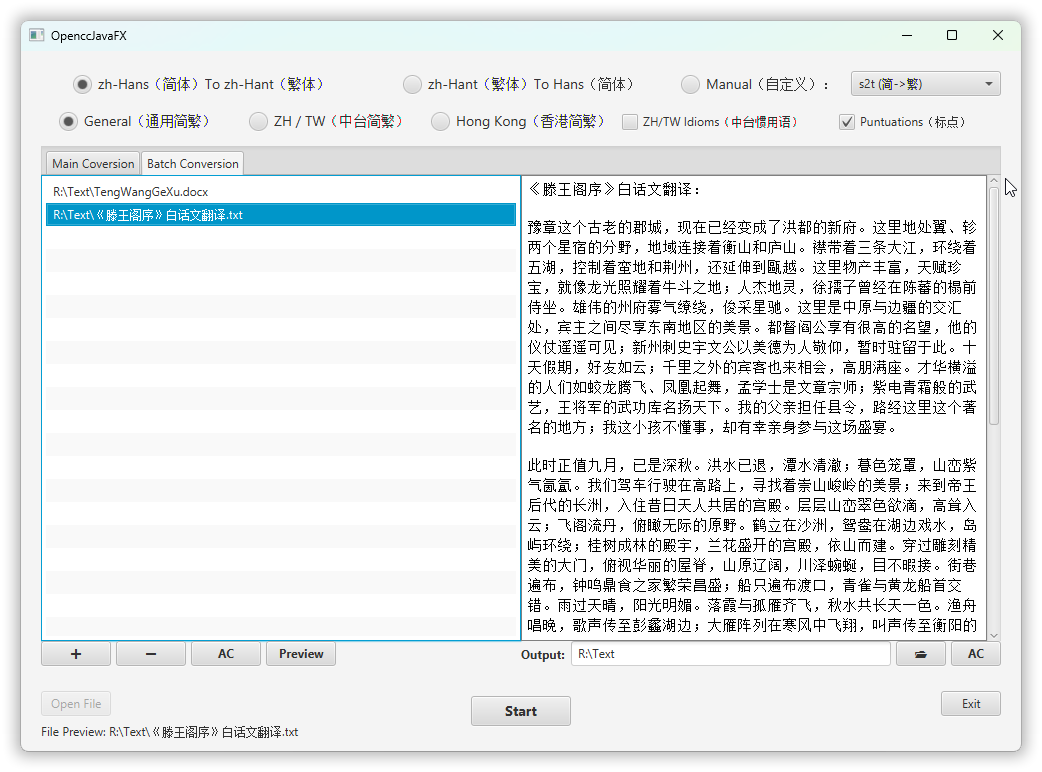 OpenccJavaFX
zh-Hans（简体）To zh-Hant（繁体）
zh-Hant（繁体）To Hans（简体）
Manual（自定义）:
s2t (简->繁)
General（通用简繁）
ZH / TW（中台简繁）
Hong Kong（香港简繁）
ZH/TW Idioms（中台惯用语）
Puntuations（标点）
Main Coversion
Batch Conversion
R:\Text\TengWangGeXu.docx
R:\Text\《滕王阁序》白话文翻译.txt
《滕王阁序》白话文翻译：
豫章这个古老的郡城，现在已经变成了洪都的新府。这里地处翼、轸
两个星宿的分野，地域连接着衡山和庐山。襟带着三条大江，环绕着
五湖，控制着蛮地和荆州，还延伸到瓯越。这里物产丰富，天赋珍
宝，就像龙光照耀着牛斗之地；人杰地灵，徐孺子曾经在陈蕃的榻前
侍坐。雄伟的州府雾气缭绕，俊采星驰。这里是中原与边疆的交汇
处，宾主之间尽享东南地区的美景。都督阎公享有很高的名望，他的
仪仗遥遥可见；新州刺史宇文公以美德为人敬仰，暂时驻留于此。十
天假期，好友如云；千里之外的宾客也来相会，高朋满座。才华横溢
的人们如蛟龙腾飞、凤凰起舞，孟学士是文章宗师；紫电青霜般的武
艺，王将军的武功库名扬天下。我的父亲担任县令，路经这里这个著
名的地方；我这小孩不懂事，却有幸亲身参与这场盛宴。
此时正值九月，已是深秋。洪水已退，潭水清澈；暮色笼罩，山峦紫
气氤氲。我们驾车行驶在高路上，寻找着崇山峻岭的美景；来到帝王
后代的长洲，入住昔日天人共居的宫殿。层层山峦翠色欲滴，高耸入
云；飞阁流丹，俯瞰无际的原野。鹤立在沙洲，鸳鸯在湖边戏水，岛
屿环绕；桂树成林的殿宇，兰花盛开的宫殿，依山而建。穿过雕刻精
美的大门，俯视华丽的屋脊，山原辽阔，川泽蜿蜒，目不暇接。街巷
遍布，钟鸣鼎食之家繁荣昌盛；船只遍布渡口，青雀与黄龙船首交
错。雨过天晴，阳光明媚。落霞与孤雁齐飞，秋水共长天一色。渔舟
唱晚，歌声传至彭蠡湖边；大雁阵列在寒风中飞翔，叫声传至衡阳的
+
−
AC
Preview
Output:
R:\Text
AC
Open File
Start
Exit
File Preview: R:\Text\《滕王阁序》白话文翻译.txt